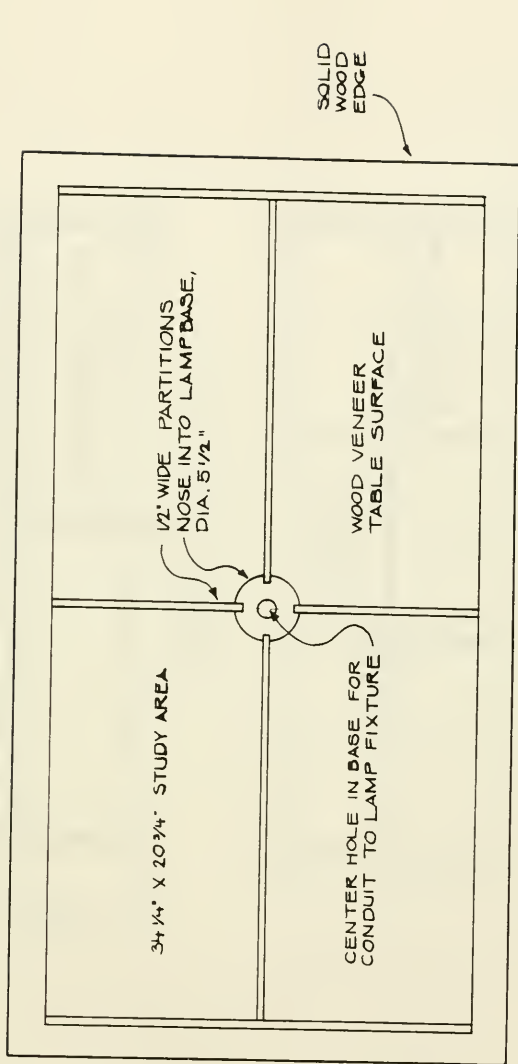 SOLID
WOOD
EDGE
1/2" WIDE PARTITIONS
NOSE INTO LAMP BASE,
DIA. 5 1/2"
34 1/4" X 20 3/4" STUDY AREA
WOOD VENEER
TABLE SURFACE
CENTER HOLE IN BASE FOR
CONDUIT TO LAMP FIXTURE